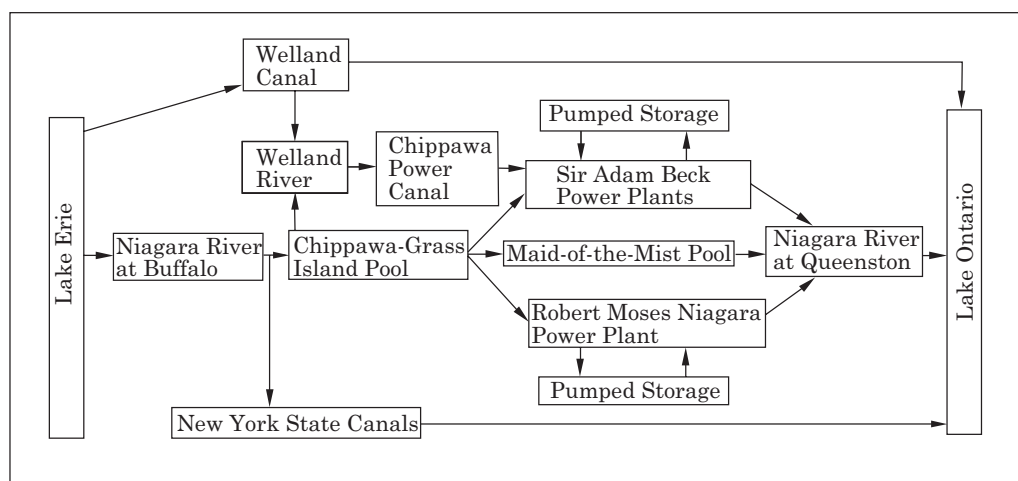 Welland
Canal
Pumped Storage
Welland
River
Chippawa
Power
Canal
Sir Adam Beck
Power Plants
Lake Erie
Niagara River
at Buffalo
Chippawa-Grass
Island Pool
Maid-of-the-Mist Pool
Niagara River
at Queenston
Lake Ontario
Robert Moses Niagara
Power Plant
Pumped Storage
New York State Canals